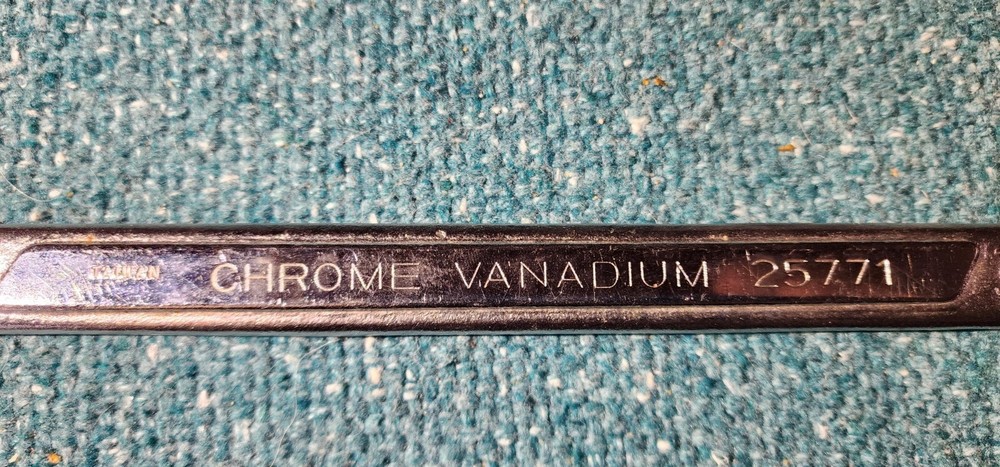 TAIWAN CHROME VANADIUM 25771